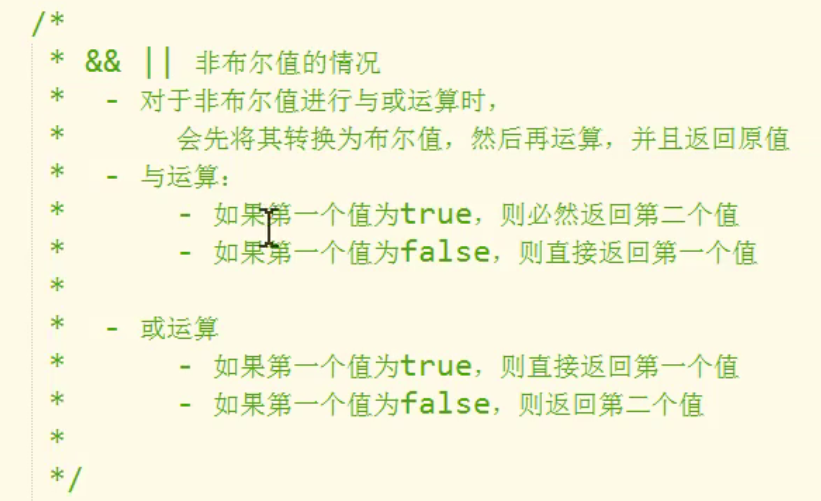 /*
* && || 非布尔值的情况
* - 对于非布尔值进行与或运算时，
* 会先将其转换为布尔值，然后再运算，并且返回原值
* - 与运算：
* - 如果第一个值为true，则必然返回第二个值
* - 如果第一个值为false，则直接返回第一个值
*
* - 或运算
* - 如果第一个值为true，则直接返回第一个值
* - 如果第一个值为false，则返回第二个值
*
*/